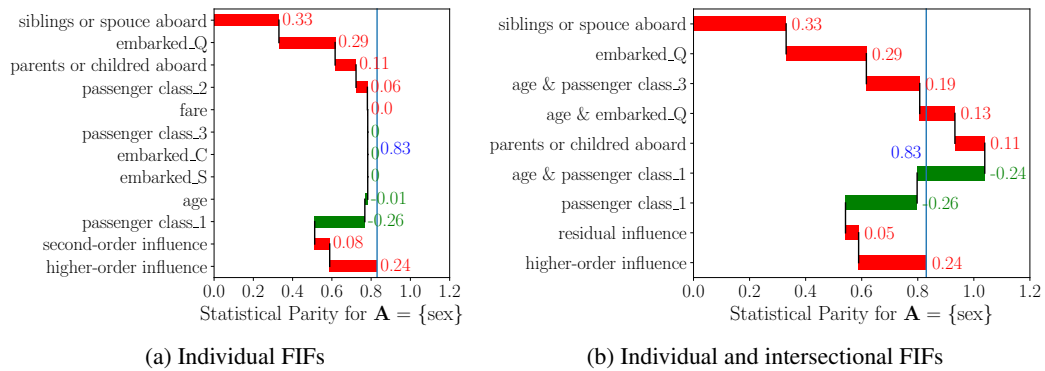 siblings or spouce aboard
0.33
embarked_Q
0.29
parents or childred aboard
0.11
passenger class_2
0.06
fare
0.0
passenger class_3
0
embarked_C
0
0.83
embarked_S
0
age
-0.01
passenger class_1
-0.26
second-order influence
0.08
higher-order influence
0.24
0.0 0.2 0.4 0.6 0.8 1.0 1.2
Statistical Parity for A = {sex}
(a) Individual FIFs
siblings or spouce aboard
0.33
embarked_Q
0.29
age & passenger class_3
0.19
age & embarked_Q
0.13
parents or childred aboard
0.11
0.83
age & passenger class_1
-0.24
passenger class_1
-0.26
residual influence
0.05
higher-order influence
0.24
0.0 0.2 0.4 0.6 0.8 1.0 1.2
Statistical Parity for A = {sex}
(b) Individual and intersectional FIFs